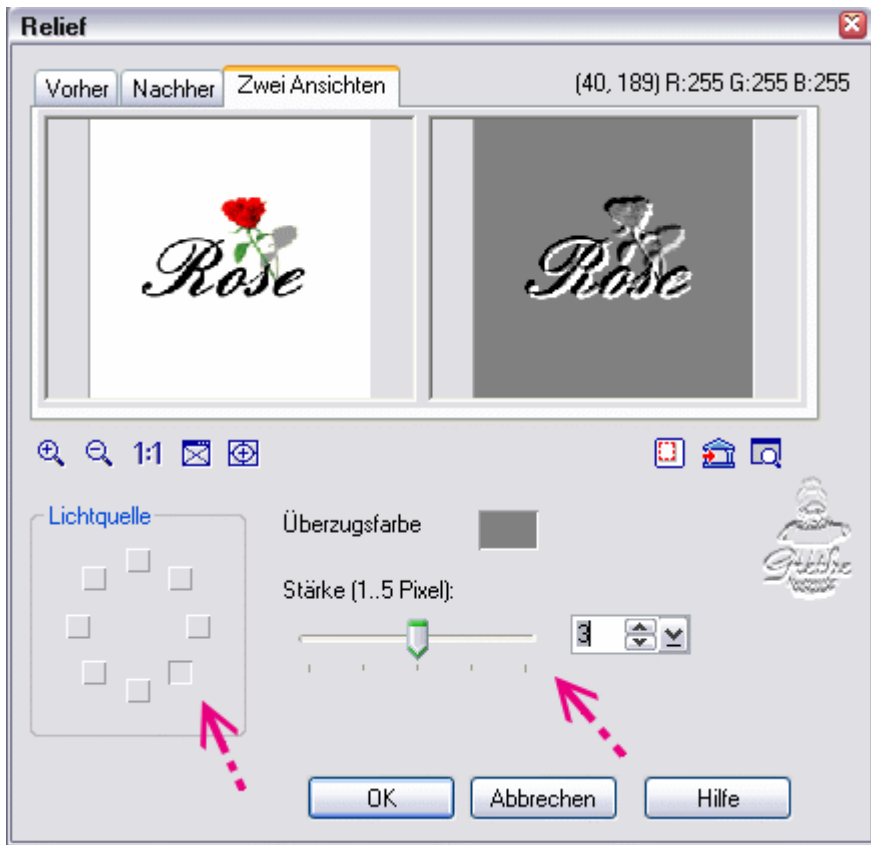 Relief
Vorher Nachher Zwei Ansichten (40, 189) R:255 G:255 B:255
Rose Rose
1:1
Lichtquelle
Überzugsfarbe
Stärke (1..5 Pixel):
3
OK Abbrechen Hilfe